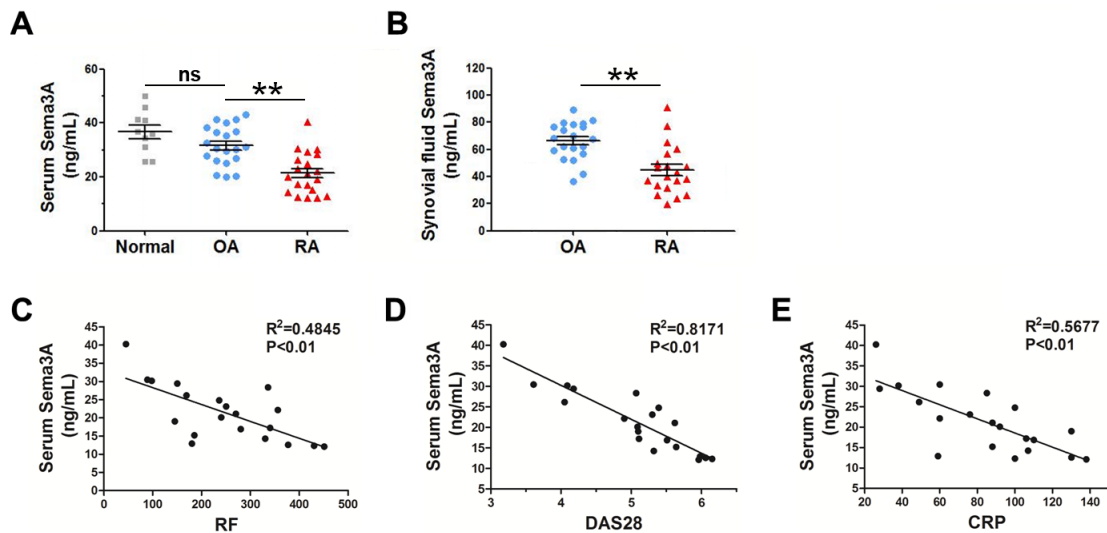 A
Serum Sema3A
(ng/mL)
60
40
20
0
ns
**
Normal
OA
RA
B
Synovial fluid Sema3A
(ng/mL)
120
100
80
60
40
20
0
**
OA
RA
C
Serum Sema3A
(ng/mL)
45
40
35
30
25
20
15
10
5
0
R²=0.4845
P<0.01
0
100
200
300
400
500
RF
D
Serum Sema3A
(ng/mL)
45
40
35
30
25
20
15
10
5
R²=0.8171
P<0.01
3
4
5
6
DAS28
E
Serum Sema3A
(ng/mL)
45
40
35
30
25
20
15
10
5
R²=0.5677
P<0.01
20
40
60
80
100
120
140
CRP